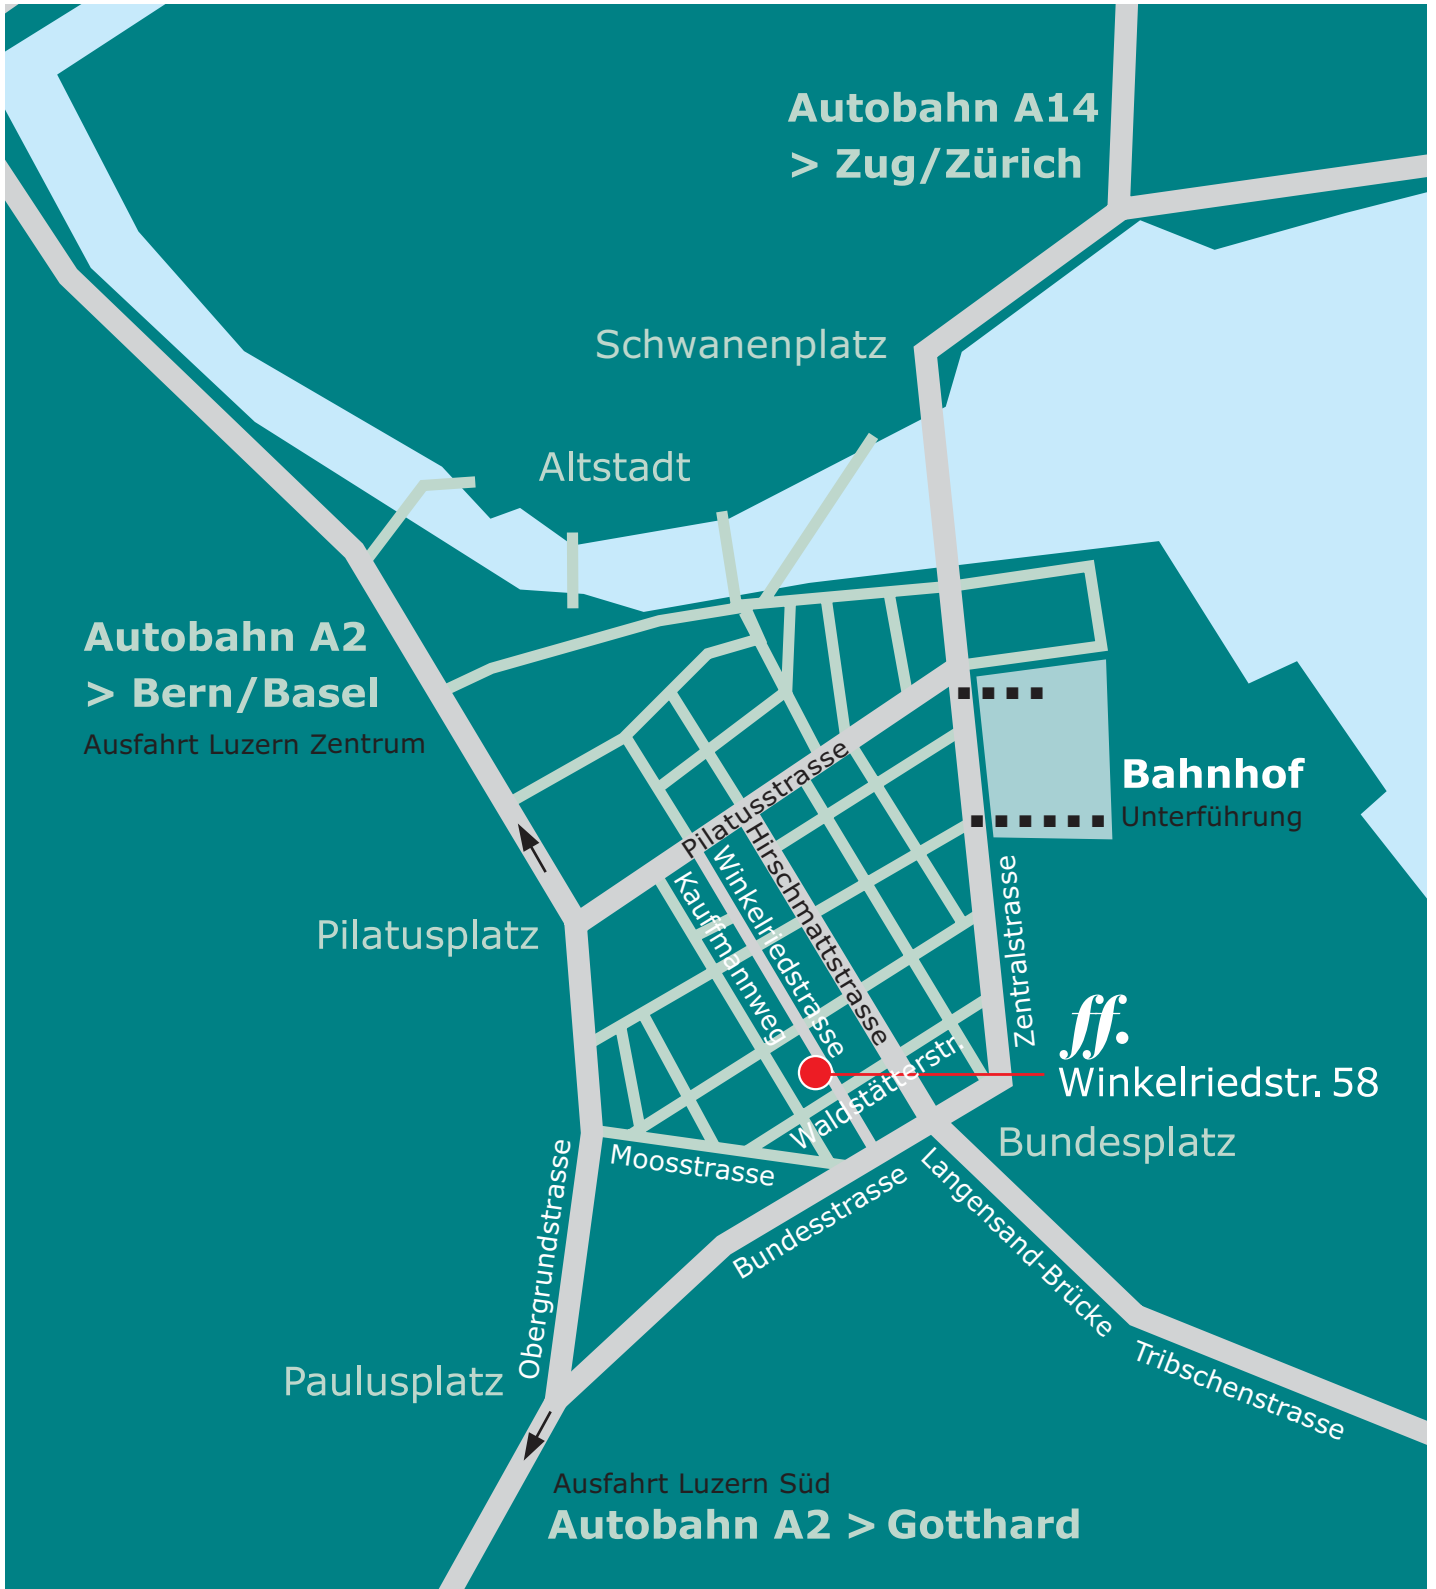 Autobahn A14
> Zug/Zürich
Schwanenplatz
Altstadt
Autobahn A2
> Bern/Basel
Ausfahrt Luzern Zentrum
Bahnhof
Unterführung
Pilatusstrasse
Hirschmattstrasse
Winkelriedstrasse
Kauffmannweg
Zentralstrasse
Pilatusplatz
ff.
Winkelriedstr. 58
Waldstätterstr.
Bundesplatz
Moosstrasse
Obergrundstrasse
Bundesstrasse
Langensand-Brücke
Tribschenstrasse
Paulusplatz
Ausfahrt Luzern Süd
Autobahn A2 > Gotthard